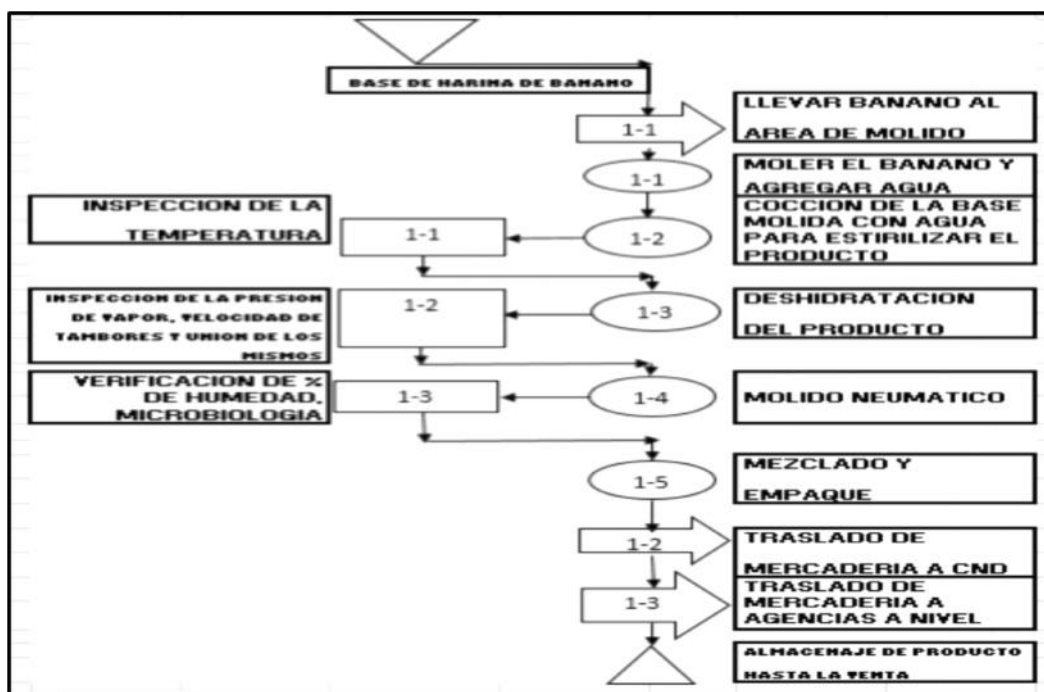 BASE DE HARINA DE BANANO
LLEVAR BANANO AL
AREA DE MOLIDO
1-1
MOLER EL BANANO Y
AGREGAR AGUA
1-1
INSPECCION DE LA
TEMPERATURA
1-1
1-2
COCCION DE LA BASE
MOLIDA CON AGUA
PARA ESTIRILIZAR EL
PRODUCTO
INSPECCION DE LA PRESION
DE VAPOR, VELOCIDAD DE
TAMBORES Y UNION DE LOS
MISMOS
1-2
1-3
DESHIDRATACION
DEL PRODUCTO
VERIFICACION DE %
DE HUMEDAD,
MICROBIOLOGIA
1-3
1-4
MOLIDO NEUMATICO
1-5
MEZCLADO Y
EMPAQUE
1-2
TRASLADO DE
MERCADERIA A CND
1-3
TRASLADO DE
MERCADERIA A
AGENCIAS A NIVEL
ALMACENAJE DE PRODUCTO
HASTA LA VENTA